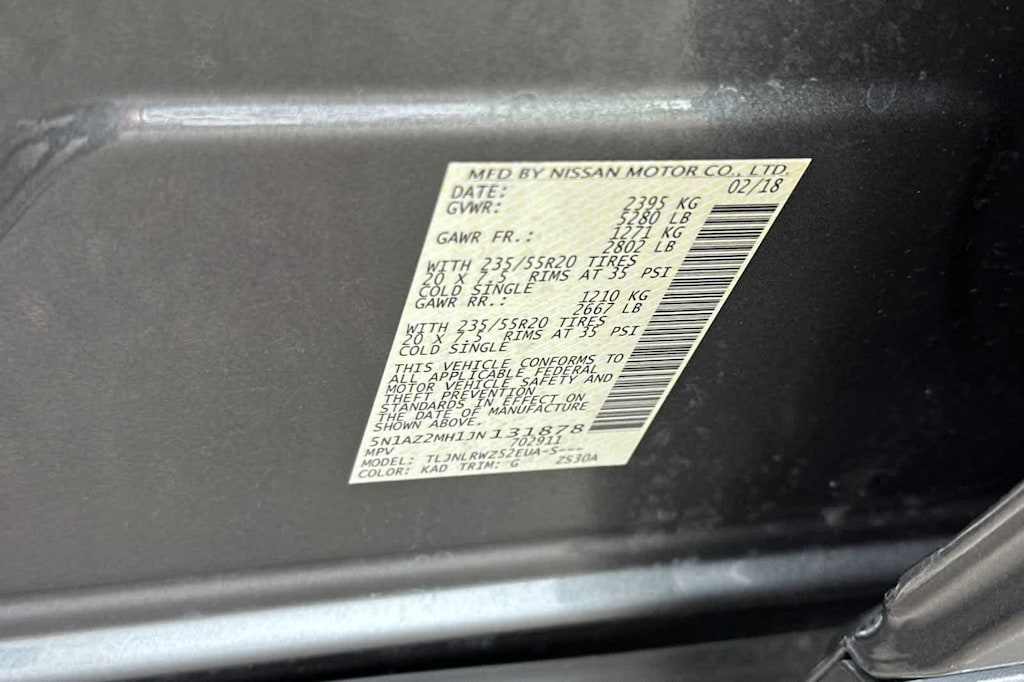 MFD BY NISSAN MOTOR CO., LTD.
DATE: 02/18
GVWR: 2395 KG
5280 LB
GAWR FR.: 1271 KG
2802 LB
WITH 235/55R20 TIRES
20 X 7.5 RIMS AT 35 PSI
COLD SINGLE
GAWR RR.: 1210 KG
2667 LB
WITH 235/55R20 TIRES
20 X 7.5 RIMS AT 35 PSI
COLD SINGLE
THIS VEHICLE CONFORMS TO
ALL APPLICABLE FEDERAL
MOTOR VEHICLE SAFETY AND
THEFT PREVENTION
STANDARDS IN EFFECT ON
THE DATE OF MANUFACTURE
SHOWN ABOVE.
5N1AZ2MH1JN131878
MPV 702911
MODEL: TLJNLRWZ52EUA-S---
COLOR: KAD TRIM: G ZS30A